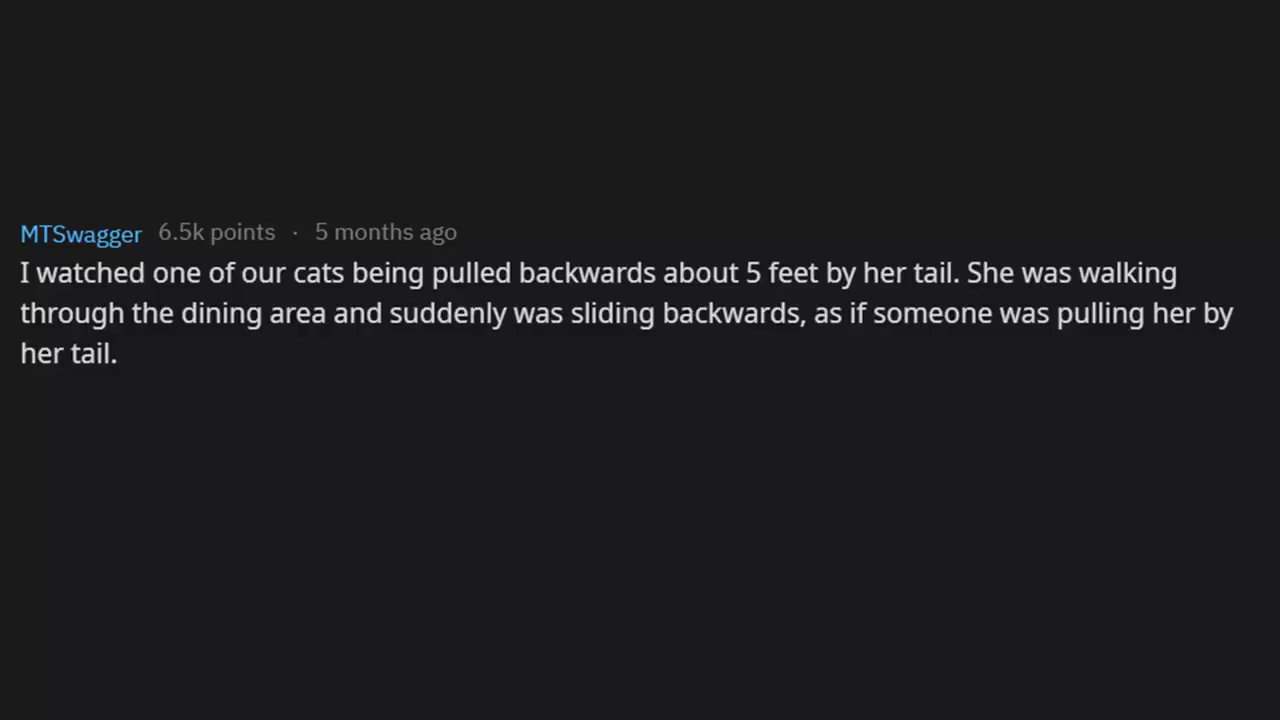 MTSwagger 6.5k points · 5 months ago
I watched one of our cats being pulled backwards about 5 feet by her tail. She was walking
through the dining area and suddenly was sliding backwards, as if someone was pulling her by
her tail.